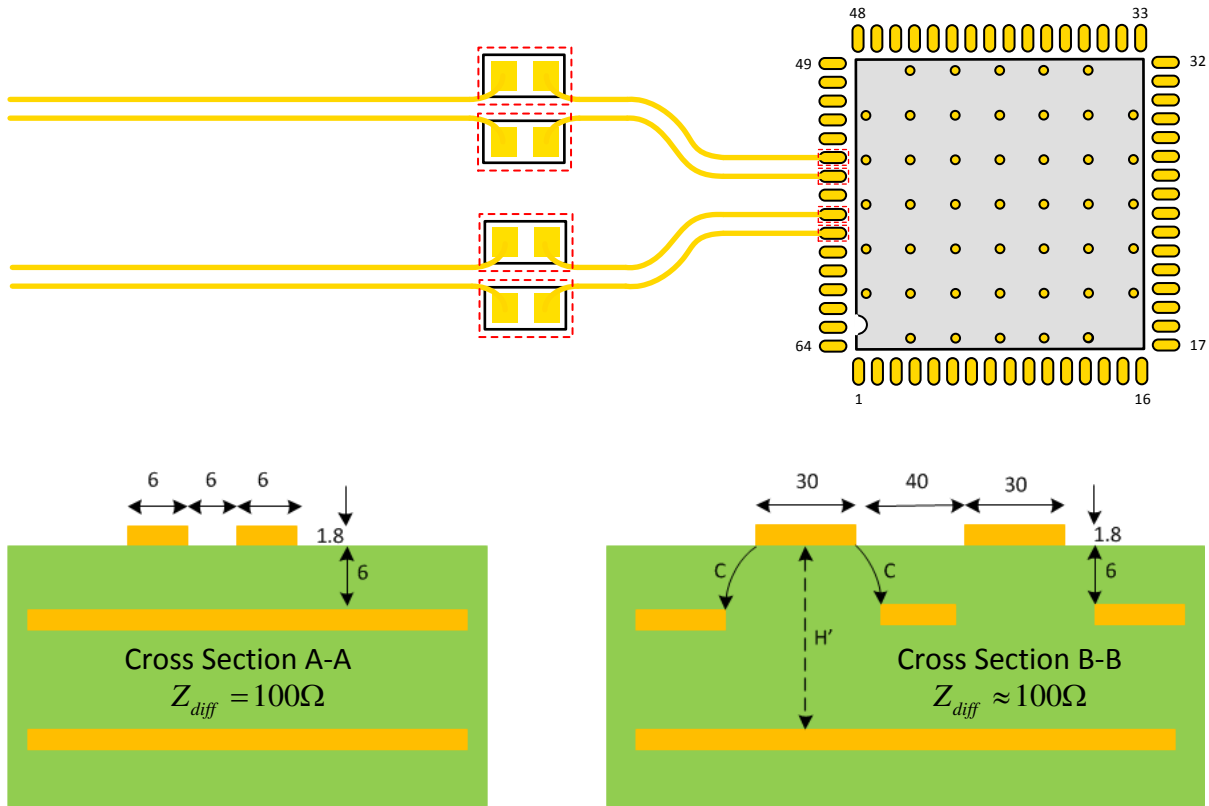 48
33
49
32
64
17
1
16
6
6
6
1.8
6
Cross Section A-A
Z_diff = 100Ω
30
40
30
1.8
6
C
C
H'
Cross Section B-B
Z_diff ≈ 100Ω